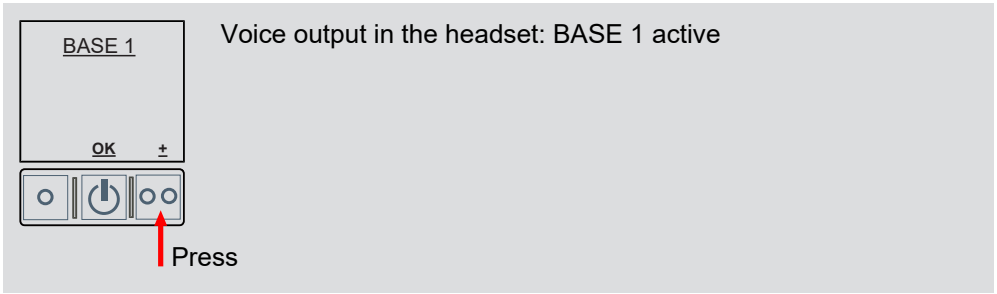 BASE 1
Voice output in the headset: BASE 1 active
OK +
Press